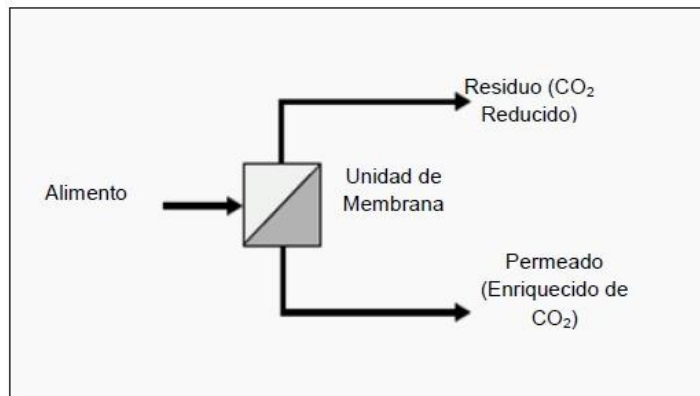 Residuo (CO₂
Reducido)
Alimento
Unidad de
Membrana
Permeado
(Enriquecido de
CO₂)